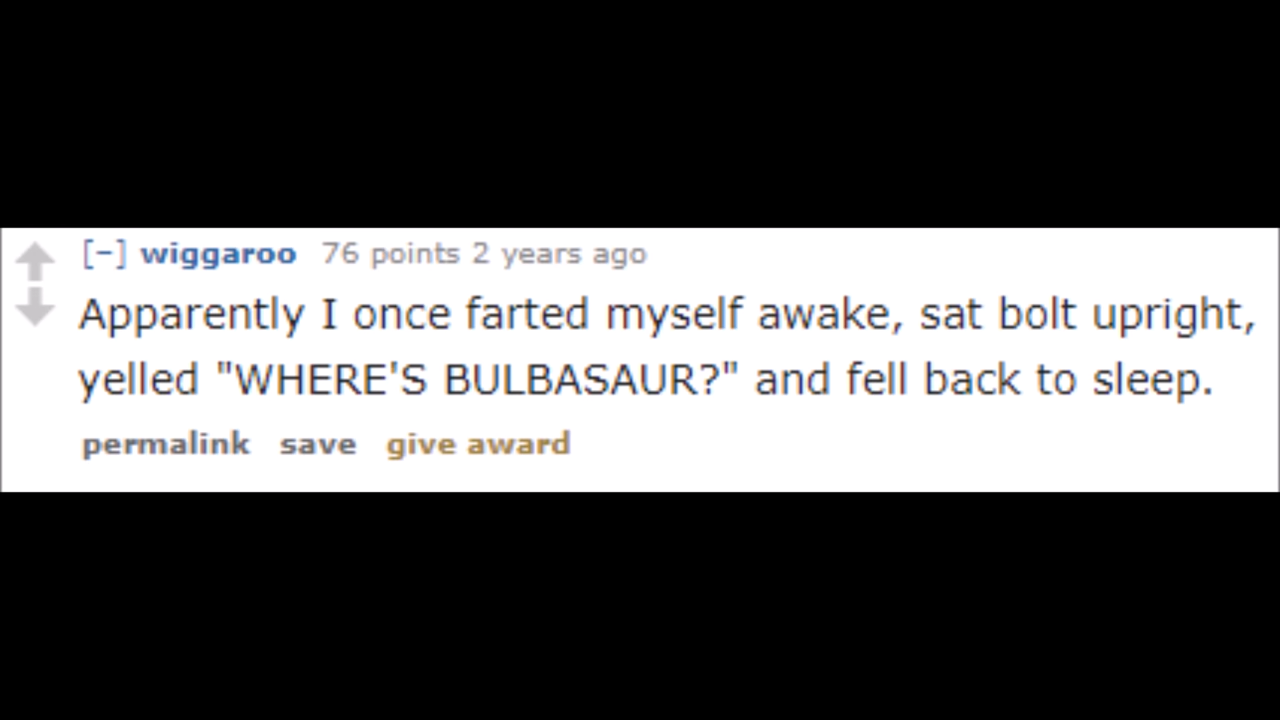 [–] wiggaroo 76 points 2 years ago
Apparently I once farted myself awake, sat bolt upright,
yelled "WHERE'S BULBASAUR?" and fell back to sleep.
permalink save give award